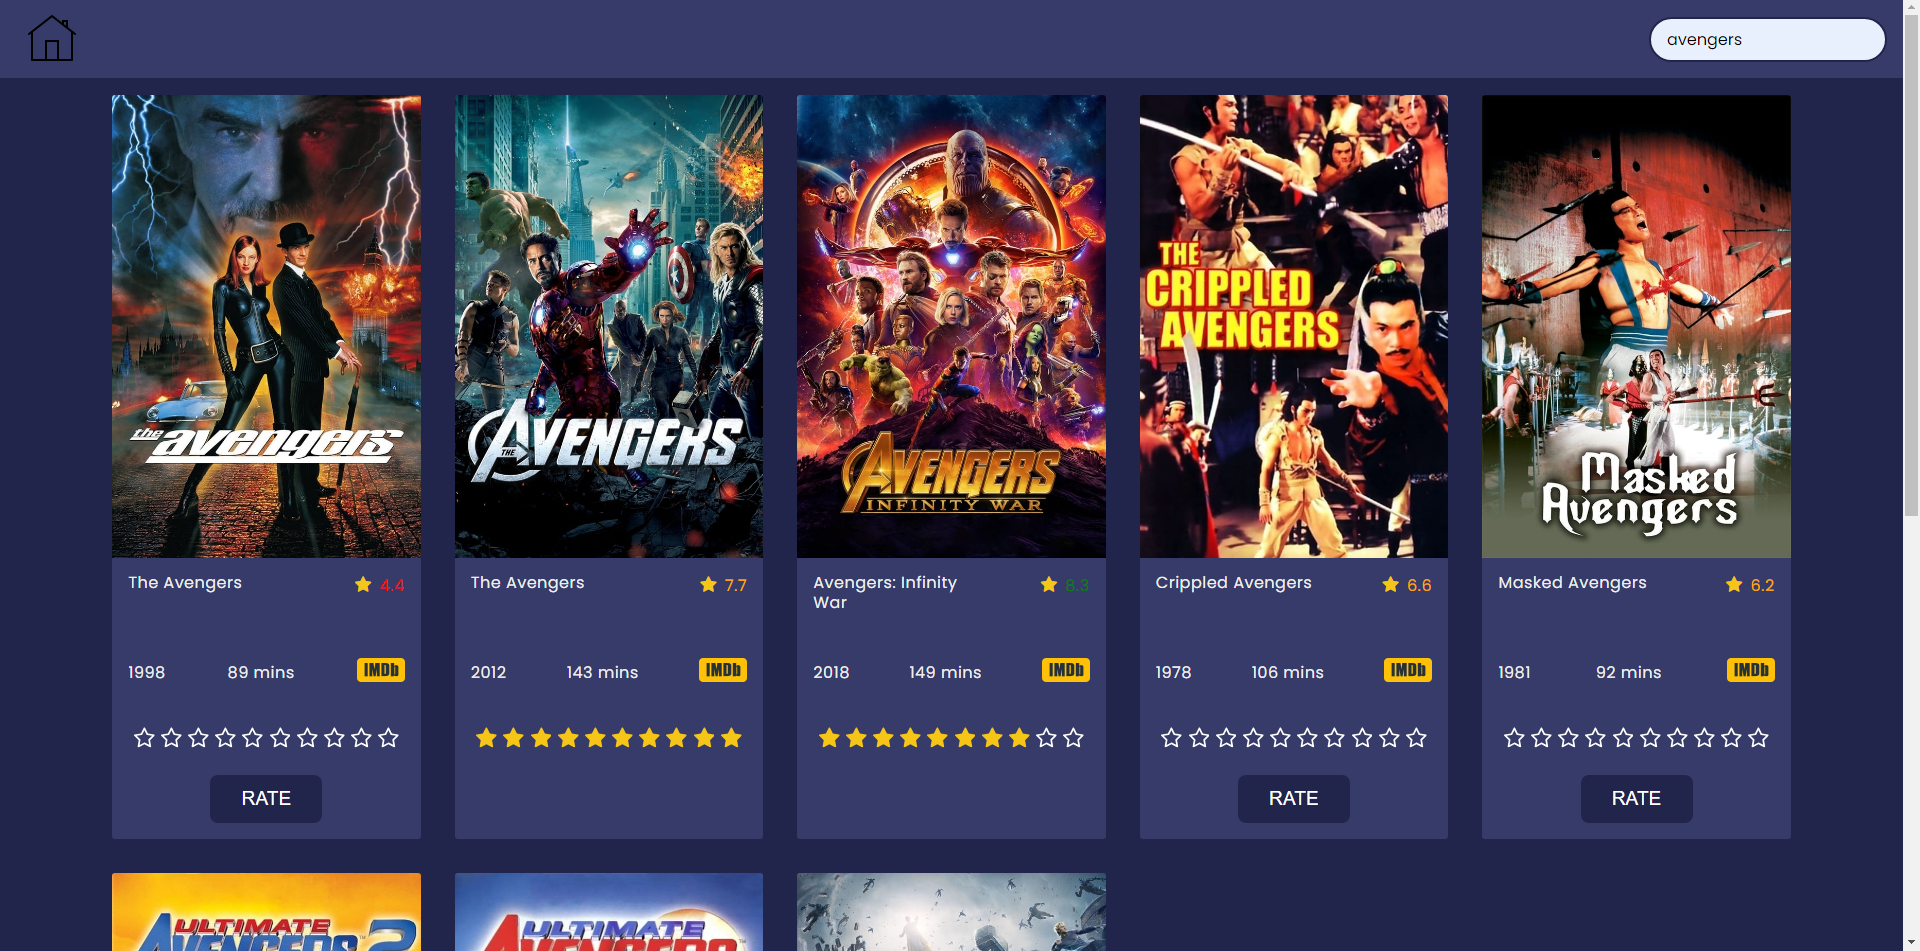 avengers
the avengers
THE AVENGERS
AVENGERS
INFINITY WAR
THE
CRIPPLED
AVENGERS
Masked
Avengers
The Avengers
4.4
The Avengers
7.7
Avengers: Infinity
War
8.3
Crippled Avengers
6.6
Masked Avengers
6.2
1998
89 mins
IMDb
2012
143 mins
IMDb
2018
149 mins
IMDb
1978
106 mins
IMDb
1981
92 mins
IMDb
RATE
RATE
RATE
ULTIMATE
AVENGERS 2
ULTIMATE
AVENGERS